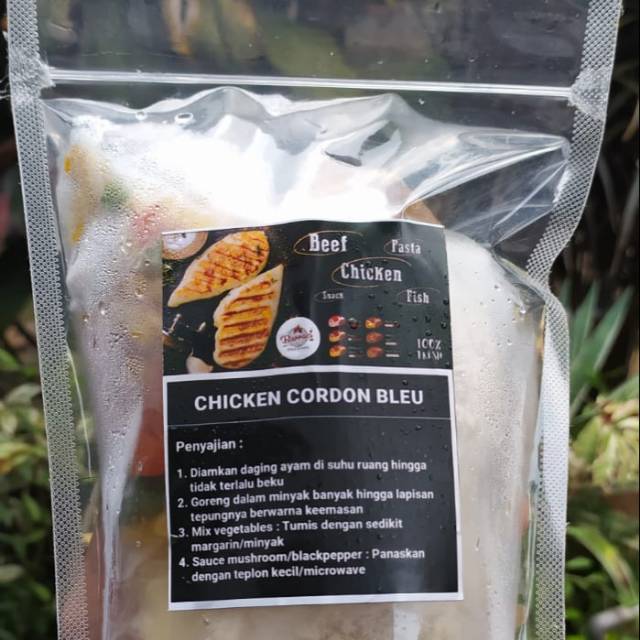 Beef
Pasta
Chicken
Snack
Fish
100%
FRESH
CHICKEN CORDON BLEU
Penyajian :
1. Diamkan daging ayam di suhu ruang hingga
tidak terlalu beku
2. Goreng dalam minyak banyak hingga lapisan
tepungnya berwarna keemasan
3. Mix vegetables : Tumis dengan sedikit
margarin/minyak
4. Sauce mushroom/blackpepper : Panaskan
dengan teplon kecil/microwave